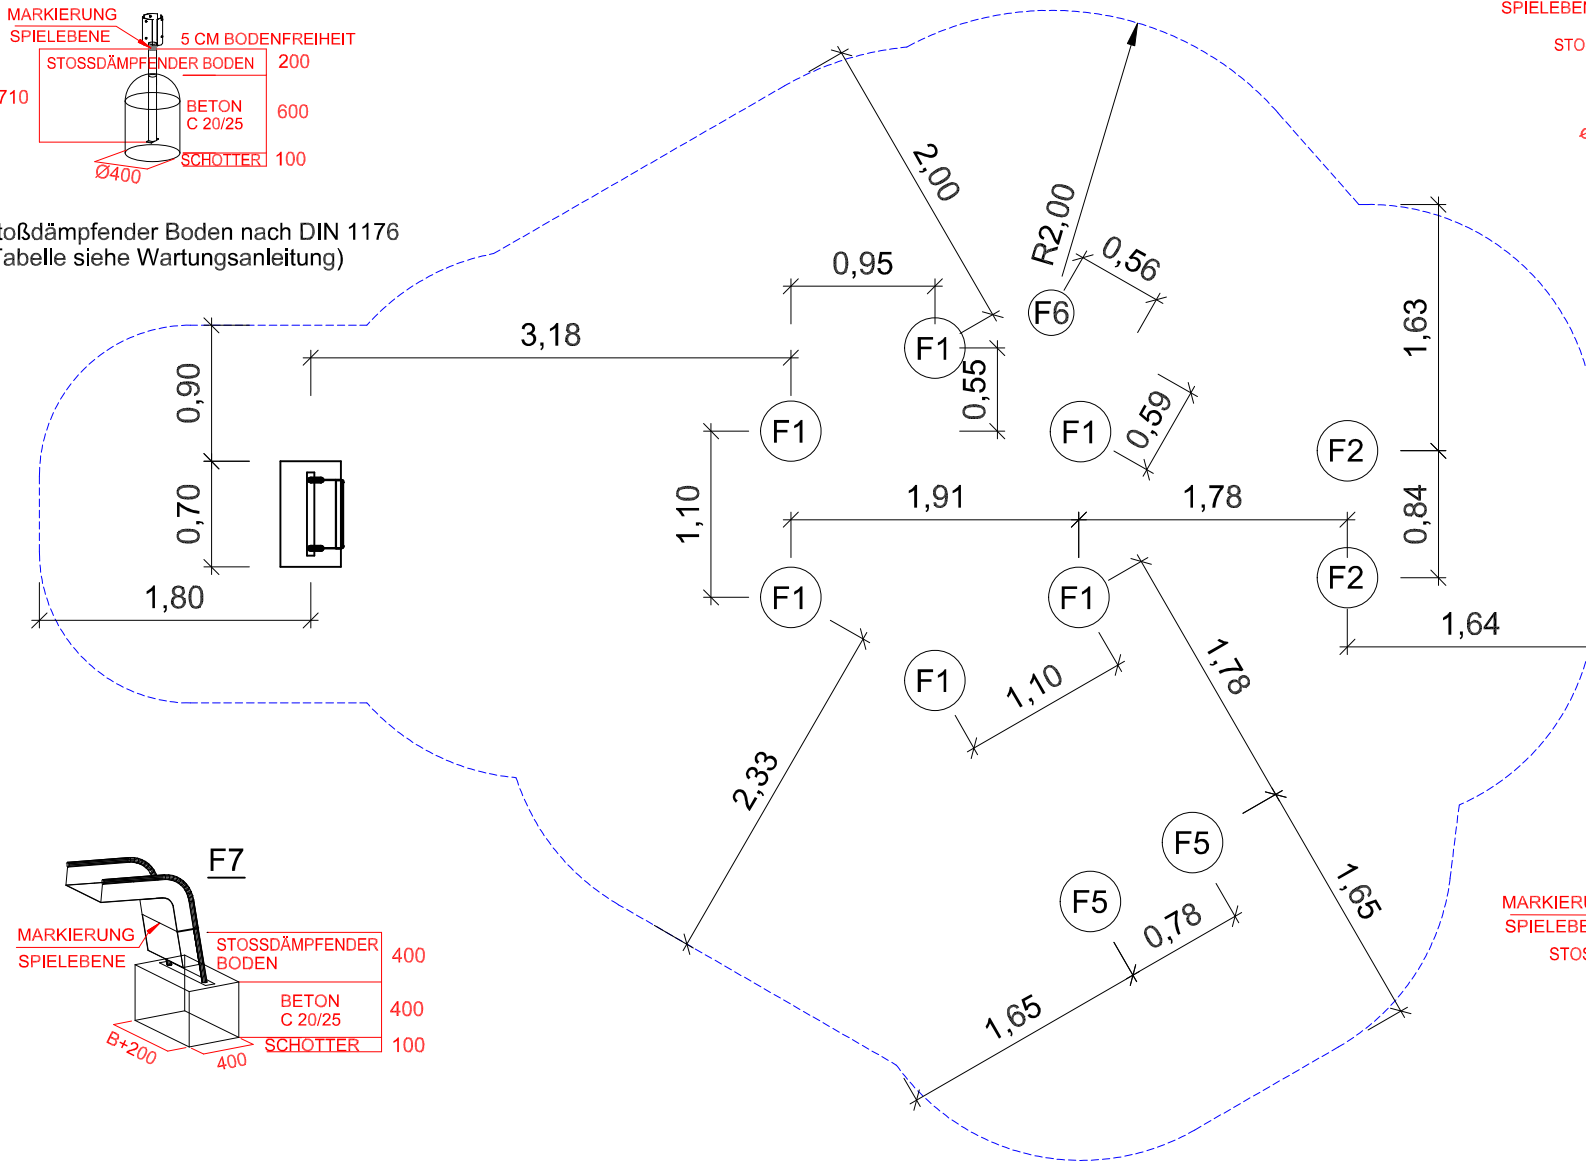 MARKIERUNG
SPIELEBENE
5 CM BODENFREIHEIT
STOSSDÄMPFENDER BODEN 200
710
BETON
C 20/25
600
SCHOTTER 100
Ø400
toßdämpfender Boden nach DIN 1176
Tabelle siehe Wartungsanleitung)
SPIELEBEN
STO
2,00
R2,00
0,56
0,95
3,18
F6
F1
0,55
0,90
1,63
F1
F1
0,59
F2
0,70
1,10
1,91
1,78
0,84
F2
1,80
F1
F1
1,64
F1
1,10
1,78
2,33
F5
F5
0,78
1,65
1,65
F7
MARKIERUNG
SPIELEBENE
STOSSDÄMPFENDER
BODEN
400
BETON
C 20/25
400
SCHOTTER 100
B+200
400
MARKIERU
SPIELEBE
STOS